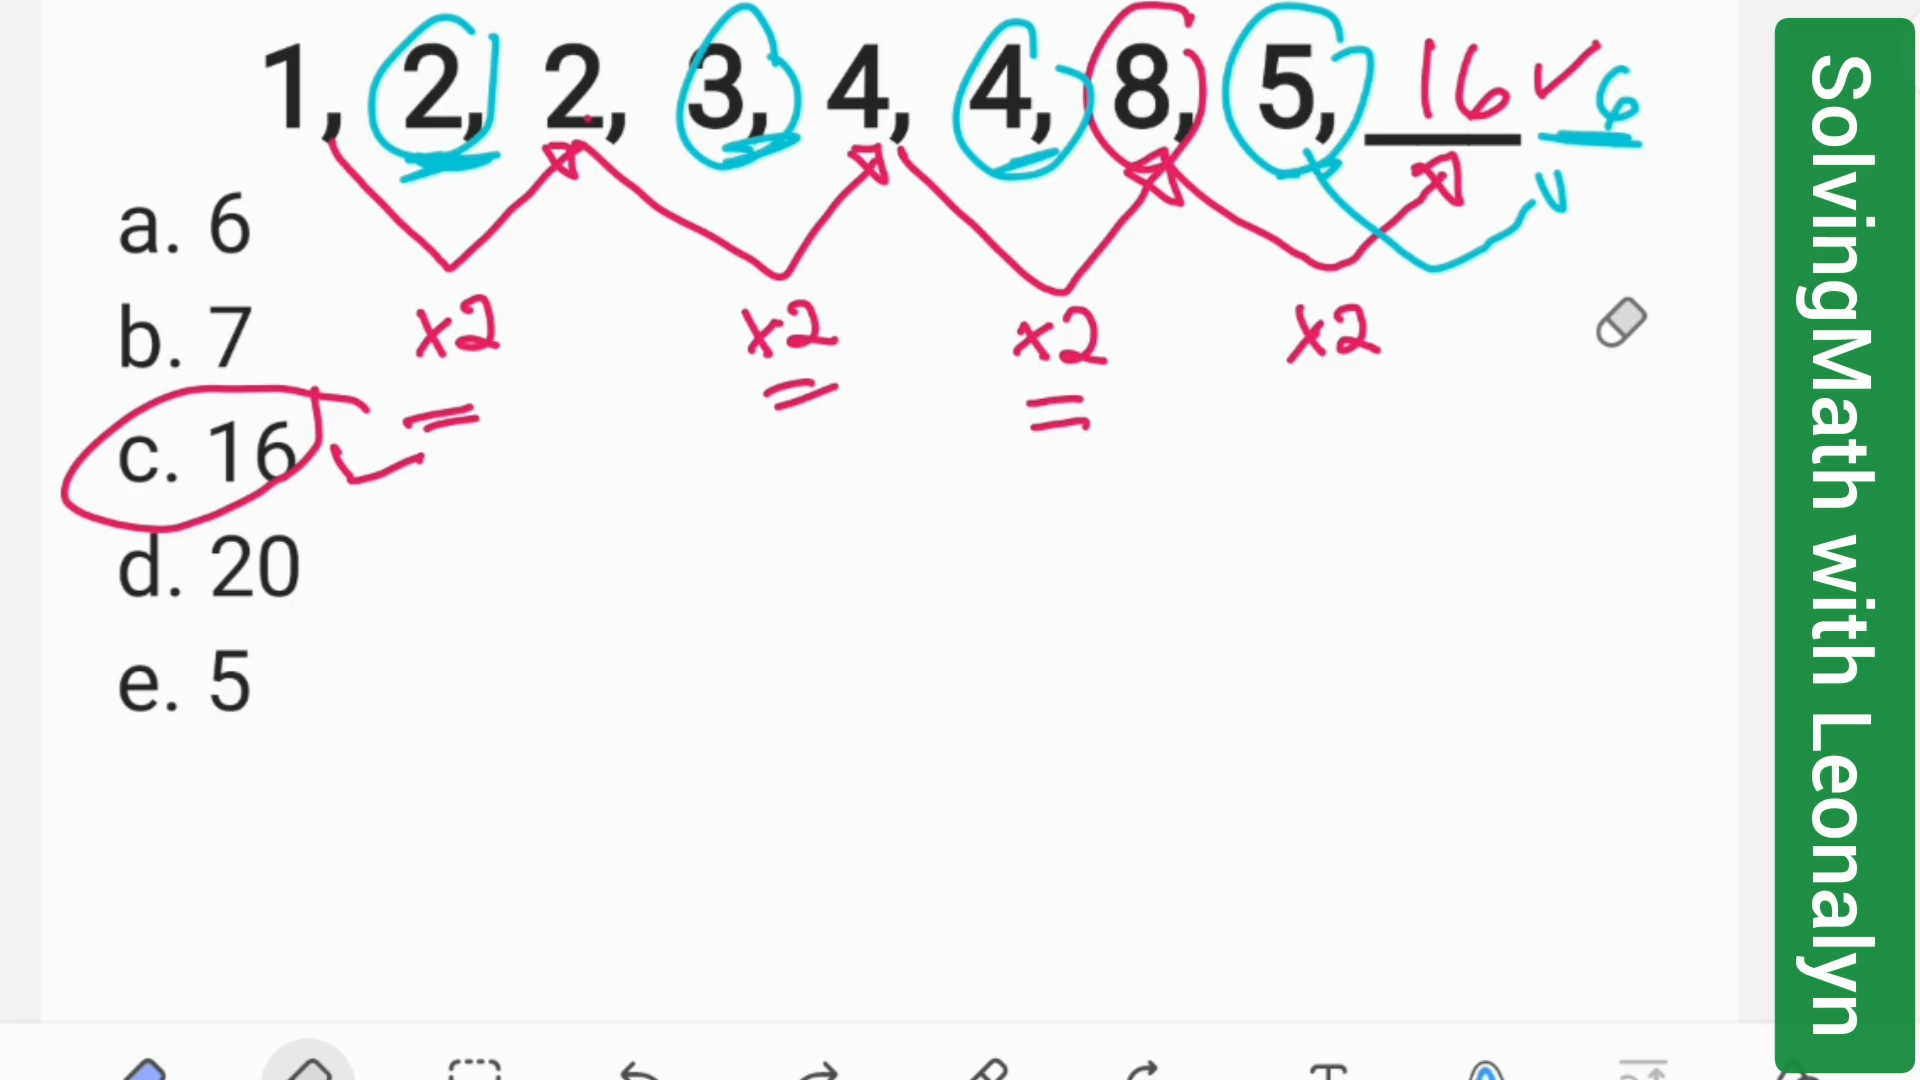 1, 2, 2, 3, 4, 4, 8, 5, 16 6
a. 6
b. 7
x2 x2 x2 x2
c. 16
d. 20
e. 5
SolvingMath with Leonalyn
T